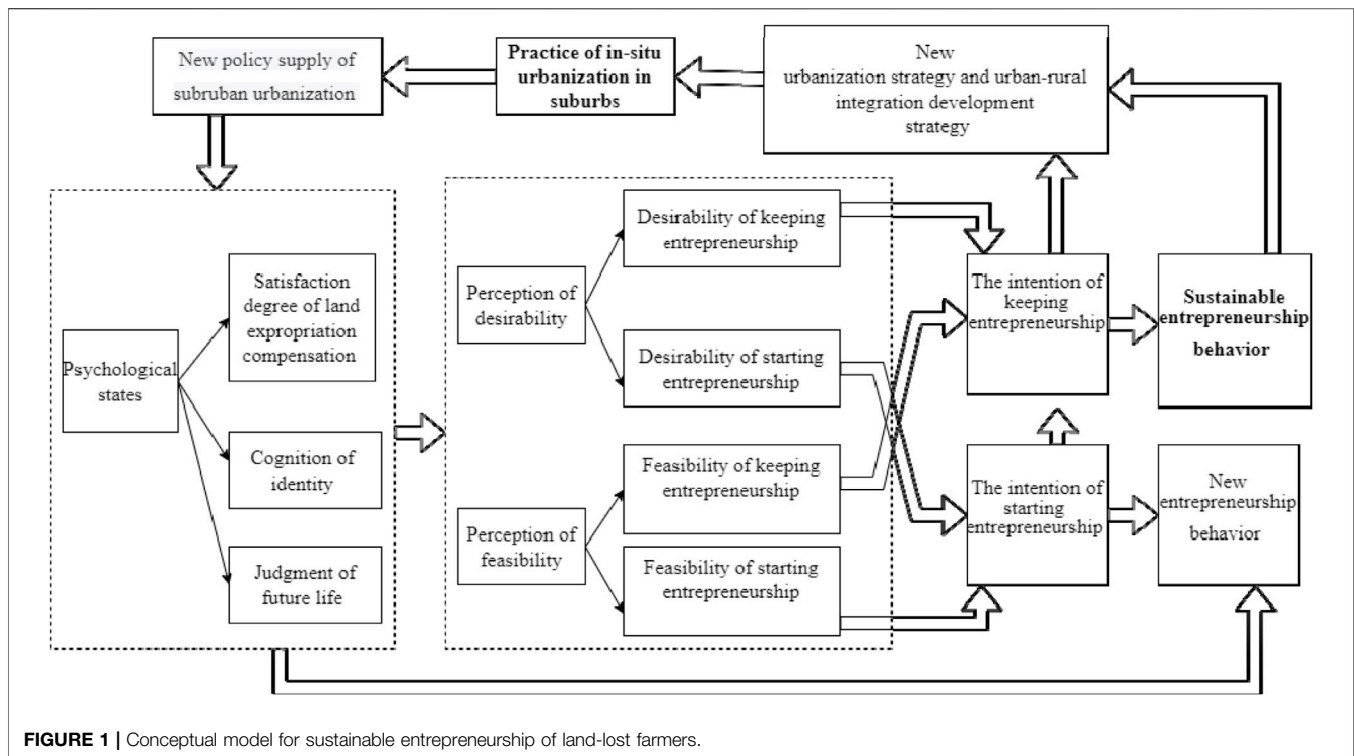 New policy supply of
subruban urbanization
Practice of in-situ
urbanization in
suburbs
New
urbanization strategy and urban-rural
integration development
strategy
Psychological
states
Satisfaction
degree of land
expropriation
compensation
Cognition of
identity
Judgment of
future life
Perception of
desirability
Perception of
feasibility
Desirability of keeping
entrepreneurship
Desirability of starting
entrepreneurship
Feasibility of keeping
entrepreneurship
Feasibility of starting
entrepreneurship
The intention of
keeping
entrepreneurship
The intention of
starting
entrepreneurship
Sustainable
entrepreneurship
behavior
New
entrepreneurship
behavior
FIGURE 1 | Conceptual model for sustainable entrepreneurship of land-lost farmers.